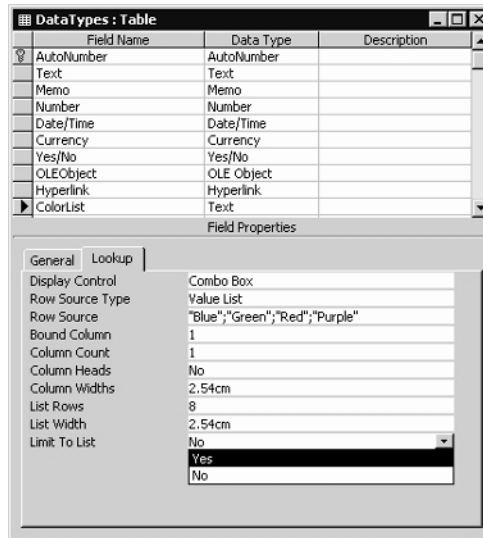 DataTypes : Table
Field Name Data Type Description
AutoNumber AutoNumber
Text Text
Memo Memo
Number Number
Date/Time Date/Time
Currency Currency
Yes/No Yes/No
OLEObject OLE Object
Hyperlink Hyperlink
ColorList Text
Field Properties
General Lookup
Display Control Combo Box
Row Source Type Value List
Row Source "Blue";"Green";"Red";"Purple"
Bound Column 1
Column Count 1
Column Heads No
Column Widths 2.54cm
List Rows 8
List Width 2.54cm
Limit To List No
Yes
No